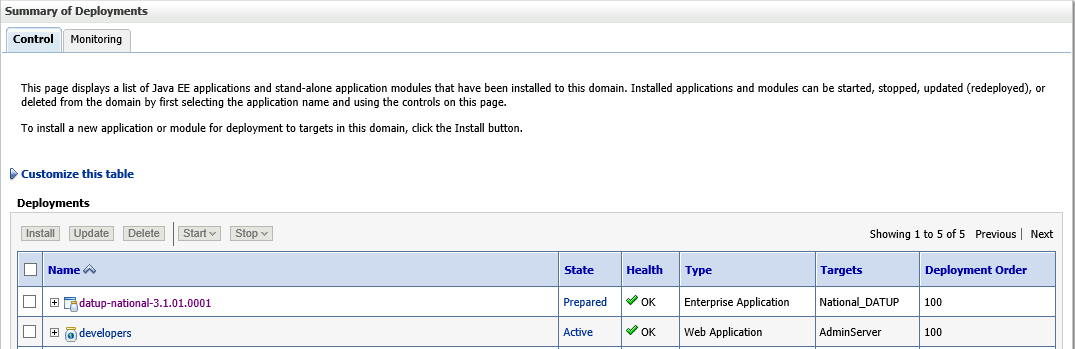 Summary of Deployments
Control Monitoring
This page displays a list of Java EE applications and stand-alone application modules that have been installed to this domain. Installed applications and modules can be started, stopped, updated (redeployed), or
deleted from the domain by first selecting the application name and using the controls on this page.
To install a new application or module for deployment to targets in this domain, click the Install button.
Customize this table
Deployments
Install Update Delete Start Stop Showing 1 to 5 of 5 Previous | Next
Name State Health Type Targets Deployment Order
datup-national-3.1.01.0001 Prepared OK Enterprise Application National_DATUP 100
developers Active OK Web Application AdminServer 100